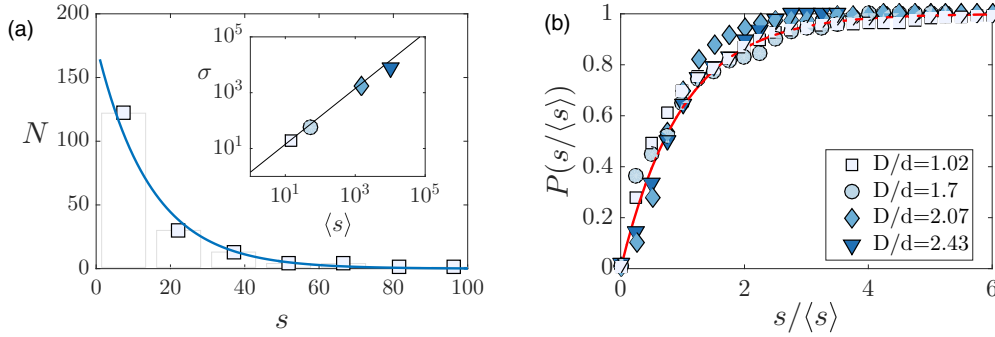 (a)
200
150
100
50
0
N
0
20
40
60
80
100
s
10^5
10^3
10^1
σ
10^1
10^3
10^5
⟨s⟩
(b)
1
0.8
0.6
0.4
0.2
0
P(s/⟨s⟩)
0
2
4
6
s/⟨s⟩
D/d=1.02
D/d=1.7
D/d=2.07
D/d=2.43